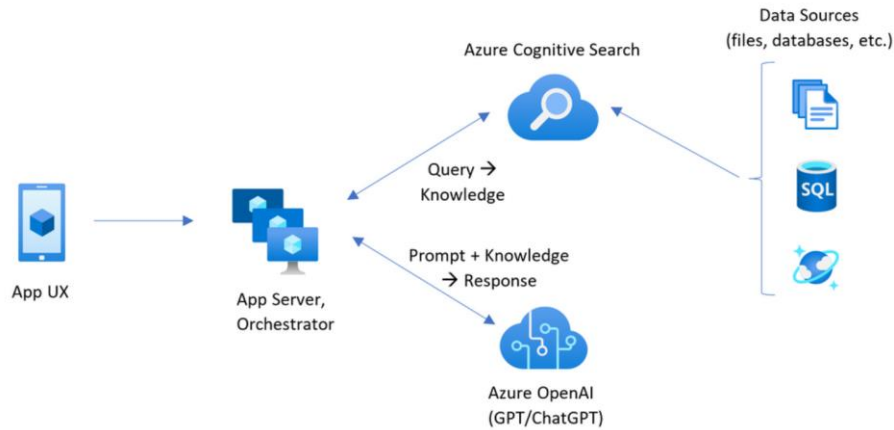 Data Sources
(files, databases, etc.)
Azure Cognitive Search
Query →
Knowledge
SQL
App UX
App Server,
Orchestrator
Prompt + Knowledge
→ Response
Azure OpenAI
(GPT/ChatGPT)